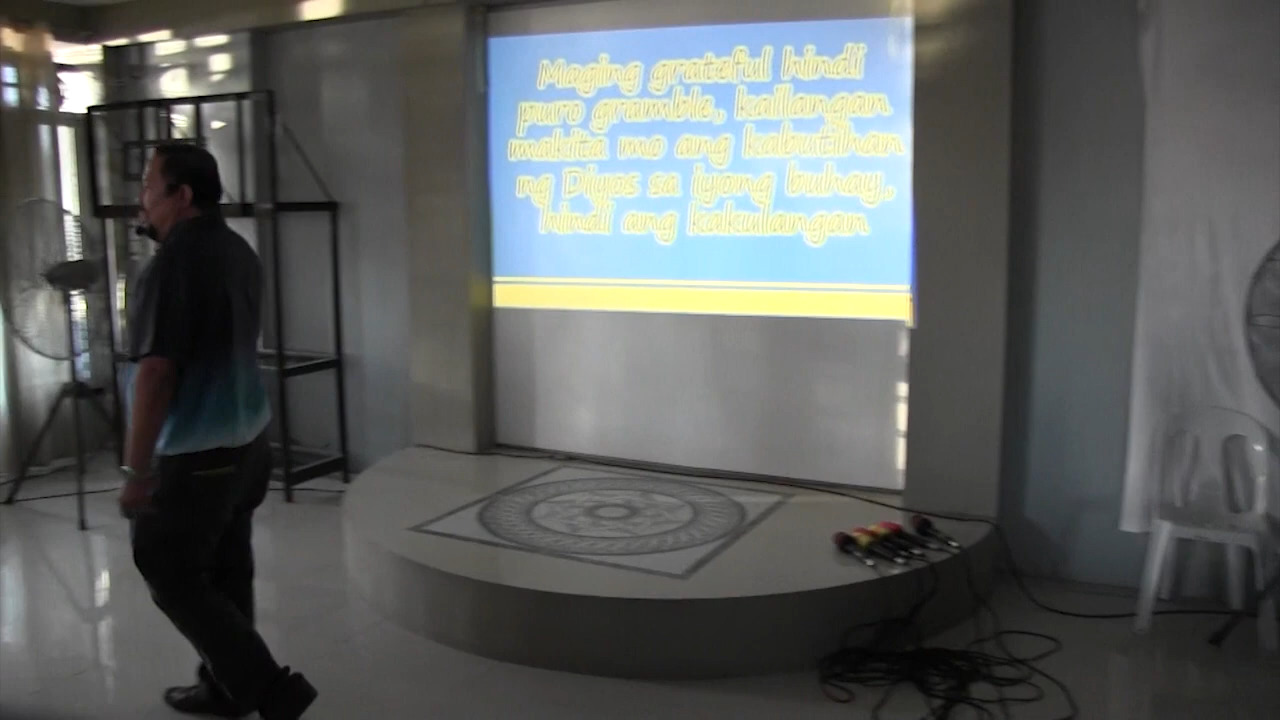 Maging grateful hindi
puro gramble, kailangan
makita mo ang kabutihan
ng Diyos sa iyong buhay,
hindi ang kakulangan